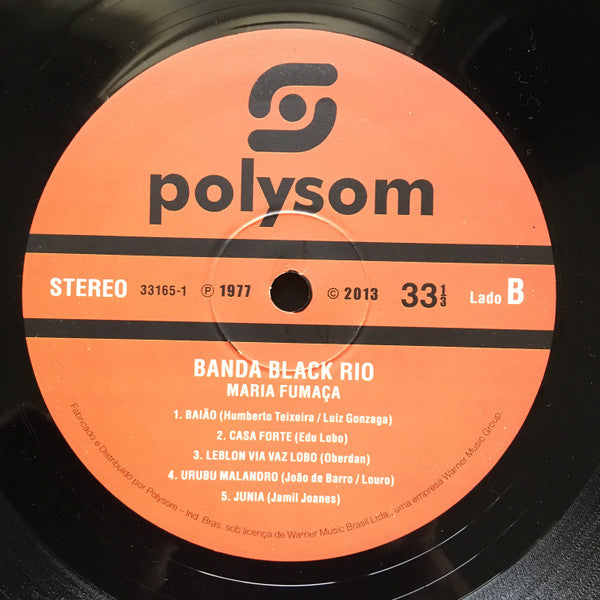 polysom
STEREO 33165-1 Ⓟ 1977 © 2013 33 1/3 Lado B
BANDA BLACK RIO
MARIA FUMAÇA
1. BAIÃO (Humberto Teixeira / Luiz Gonzaga)
2. CASA FORTE (Edu Lobo)
3. LEBLON VIA VAZ LOBO (Oberdan)
4. URUBU MALANDRO (João de Barro / Louro)
5. JUNIA (Jamil Joanes)
Fabricado e Distribuído por Polysom – Ind. Bras. sob licença de Warner Music Brasil Ltda., uma empresa Warner Music Group.